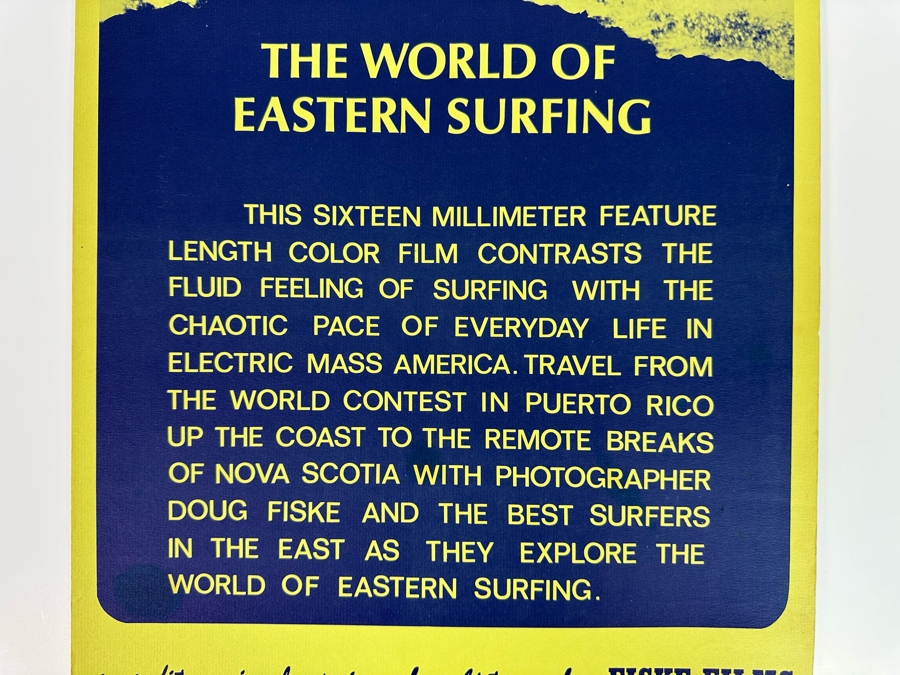 THE WORLD OF
EASTERN SURFING
THIS SIXTEEN MILLIMETER FEATURE
LENGTH COLOR FILM CONTRASTS THE
FLUID FEELING OF SURFING WITH THE
CHAOTIC PACE OF EVERYDAY LIFE IN
ELECTRIC MASS AMERICA. TRAVEL FROM
THE WORLD CONTEST IN PUERTO RICO
UP THE COAST TO THE REMOTE BREAKS
OF NOVA SCOTIA WITH PHOTOGRAPHER
DOUG FISKE AND THE BEST SURFERS
IN THE EAST AS THEY EXPLORE THE
WORLD OF EASTERN SURFING.
FISKE FILMS